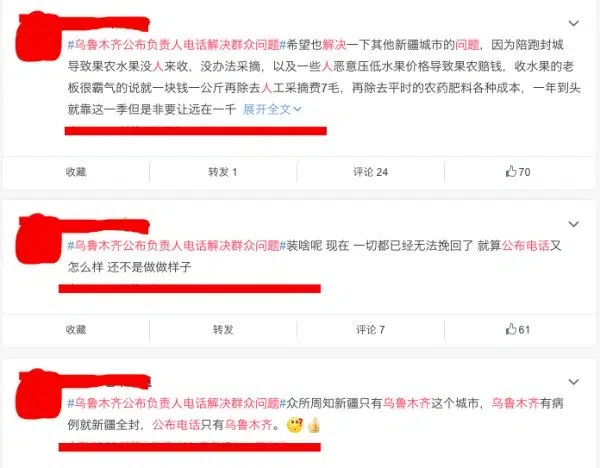 #乌鲁木齐公布负责人电话解决群众问题#希望也解决一下其他新疆城市的问题，因为陪跑封城
导致果农水果没人来收，没办法采摘，以及一些人恶意压低水果价格导致果农赔钱，收水果的老
板很霸气的说就一块钱一公斤再除去人工采摘费7毛，再除去平时的农药肥料各种成本，一年到头
就靠这一季但是非要让远在一千 展开全文
收藏 转发 1 评论 24 70
#乌鲁木齐公布负责人电话解决群众问题#装啥呢 现在 一切都已经无法挽回了 就算公布电话又
怎么样 还不是做做样子
收藏 转发 评论 7 61
#乌鲁木齐公布负责人电话解决群众问题#众所周知新疆只有乌鲁木齐这个城市，乌鲁木齐有病
例就新疆全封，公布电话只有乌鲁木齐。